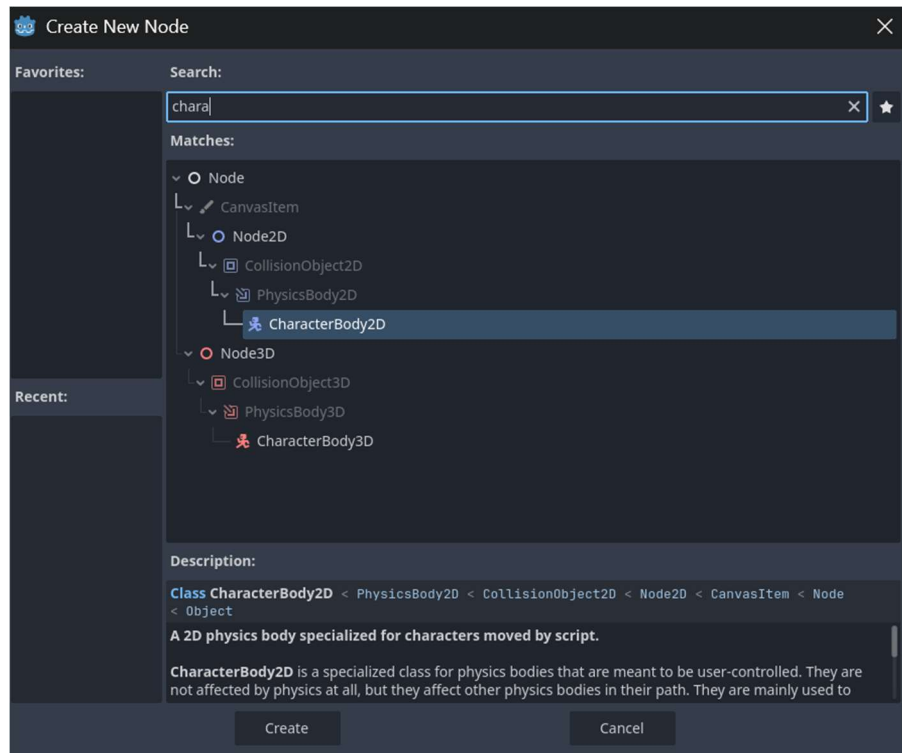 Create New Node
Favorites:
Search:
chara
Matches:
Node
CanvasItem
Node2D
CollisionObject2D
PhysicsBody2D
CharacterBody2D
Node3D
CollisionObject3D
PhysicsBody3D
CharacterBody3D
Recent:
Description:
Class CharacterBody2D < PhysicsBody2D < CollisionObject2D < Node2D < CanvasItem < Node
< Object
A 2D physics body specialized for characters moved by script.
CharacterBody2D is a specialized class for physics bodies that are meant to be user-controlled. They are
not affected by physics at all, but they affect other physics bodies in their path. They are mainly used to
Create
Cancel